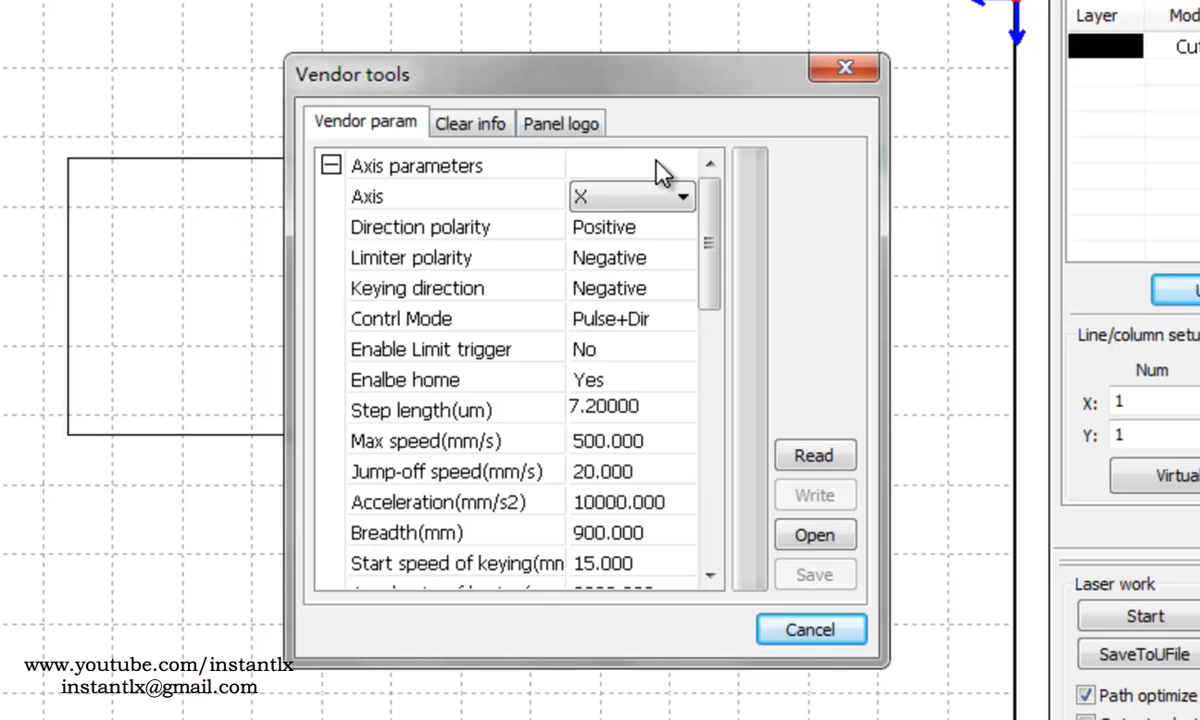 Layer
Vendor tools
Vendor param Clear info Panel logo
Axis parameters
Axis X
Direction polarity Positive
Limiter polarity Negative
Keying direction Negative
Contrl Mode Pulse+Dir
Enable Limit trigger No
Enalbe home Yes
Step length(um) 7.20000
Max speed(mm/s) 500.000
Jump-off speed(mm/s) 20.000
Acceleration(mm/s2) 10000.000
Breadth(mm) 900.000
Start speed of keying(mm 15.000
Read
Write
Open
Save
Cancel
Line/column setu
Num
X: 1
Y: 1
Virtual
Laser work
Start
SaveToUFile
Path optimize
www.youtube.com/instantlx
instantlx@gmail.com